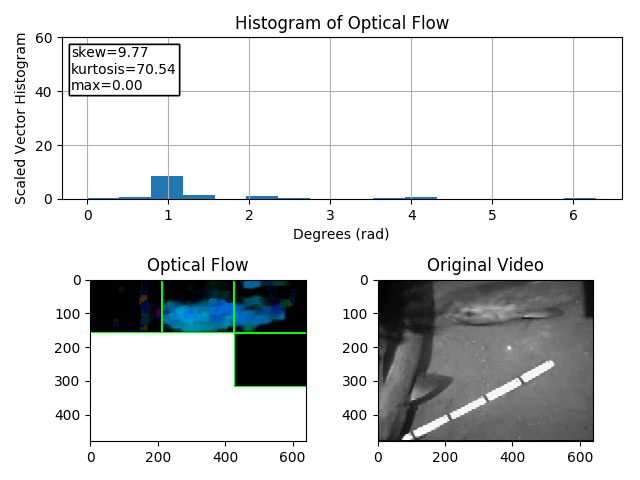 Histogram of Optical Flow
60
40
20
0
Scaled Vector Histogram
skew=9.77
kurtosis=70.54
max=0.00
0 1 2 3 4 5 6
Degrees (rad)
Optical Flow
0
100
200
300
400
0 200 400 600
Original Video
0
100
200
300
400
0 200 400 600